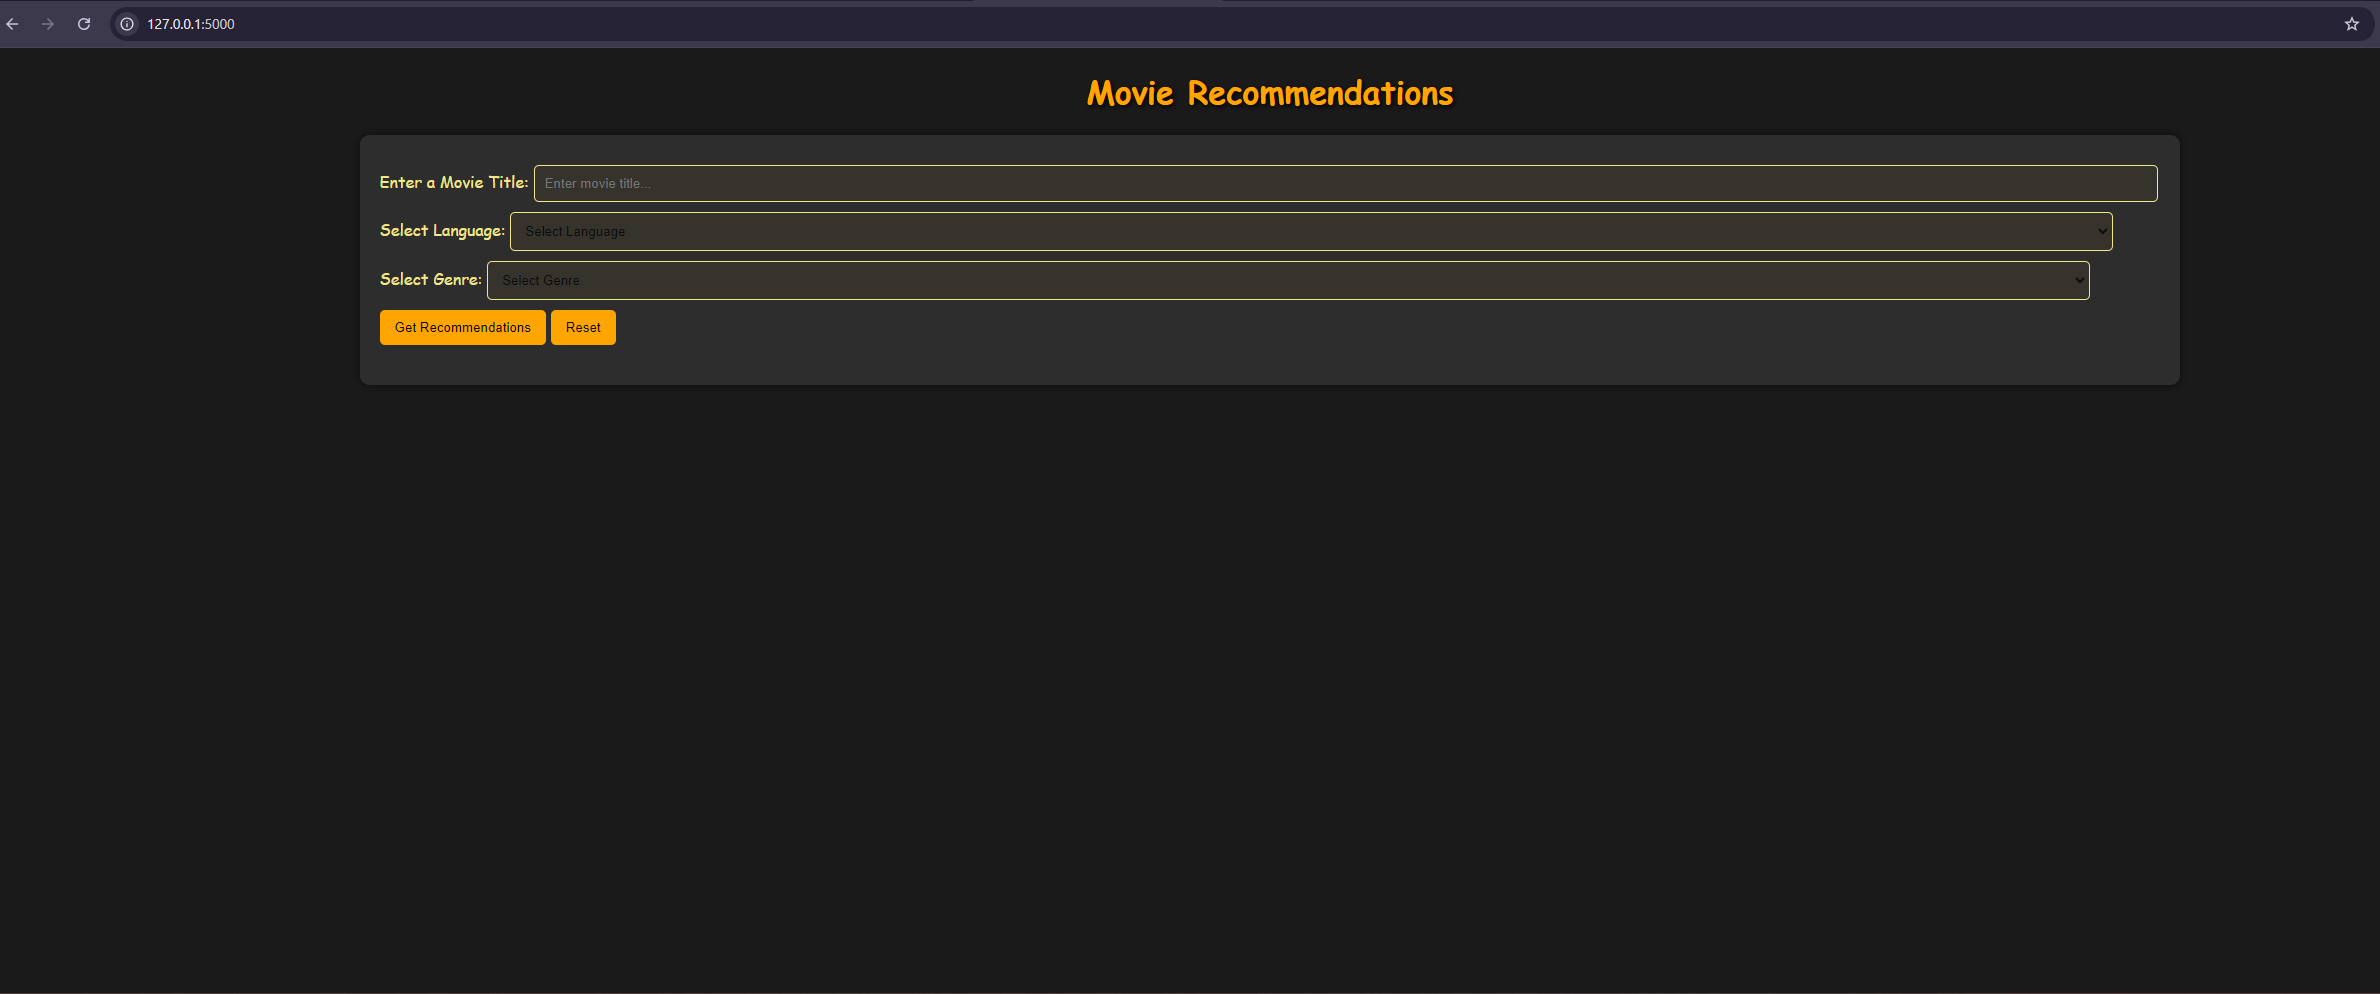 127.0.0.1:5000
Movie Recommendations
Enter a Movie Title: Enter movie title...
Select Language: Select Language
Select Genre: Select Genre
Get Recommendations Reset